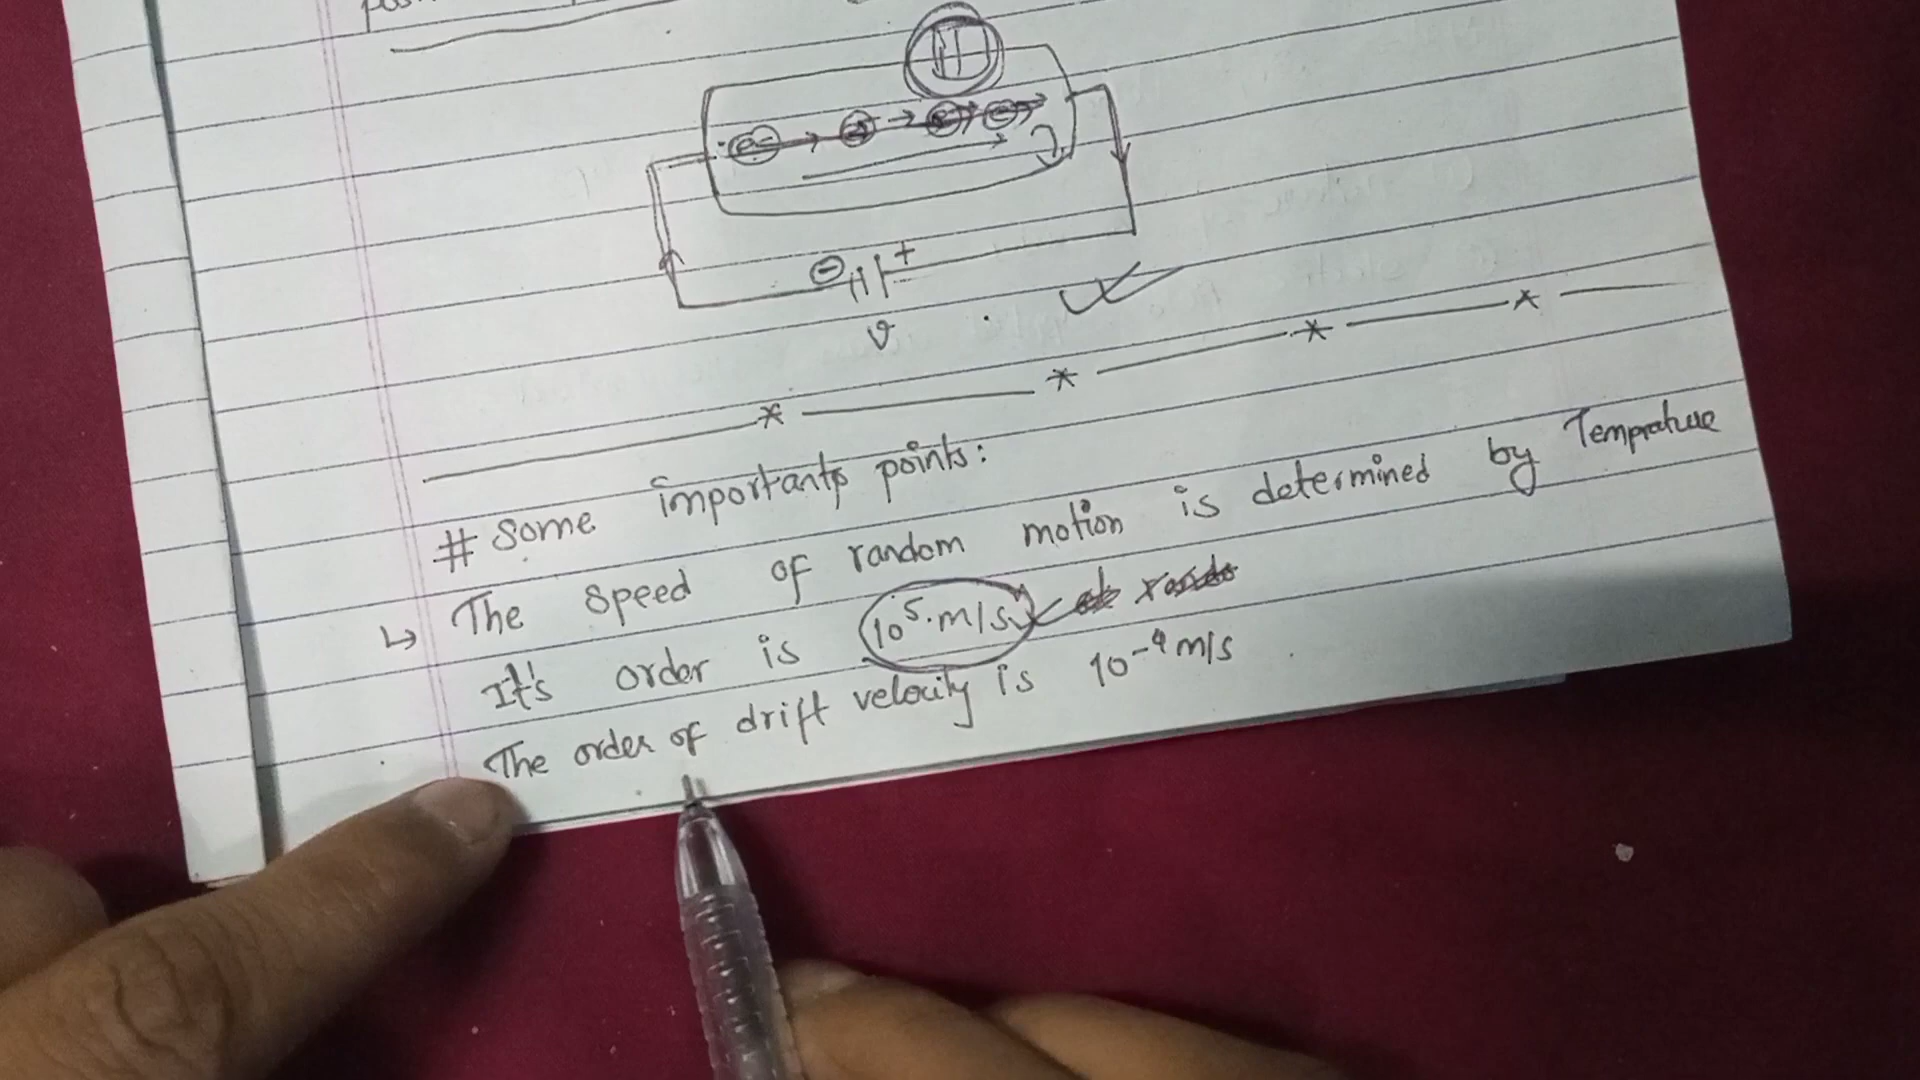 - +
v
# Some importants points:
↳ The speed of random motion is determined by Temprature
It's order is 10⁵.m/s
The order of drift velocity is 10⁻⁴ m/s